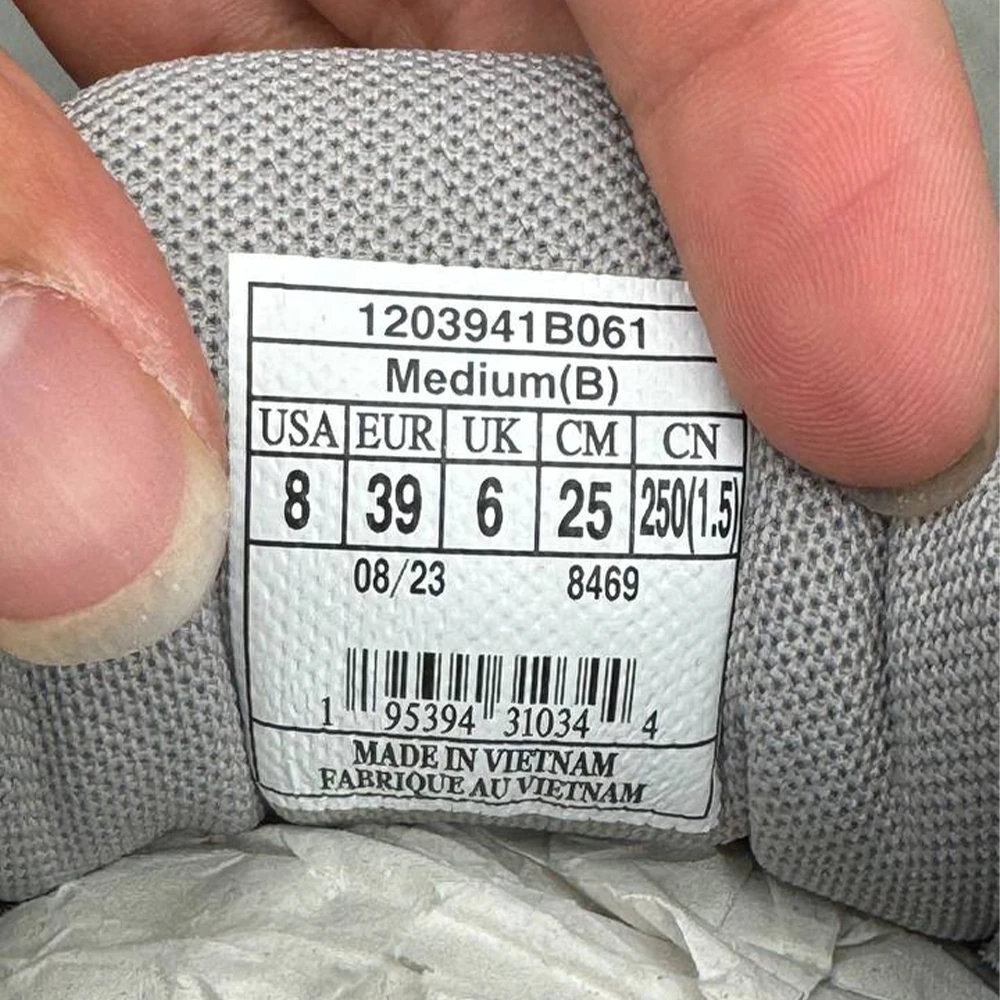 1203941B061
Medium(B)
USA EUR UK CM CN
8 39 6 25 250(1.5)
08/23 8469
1 95394 31034 4
MADE IN VIETNAM
FABRIQUE AU VIETNAM